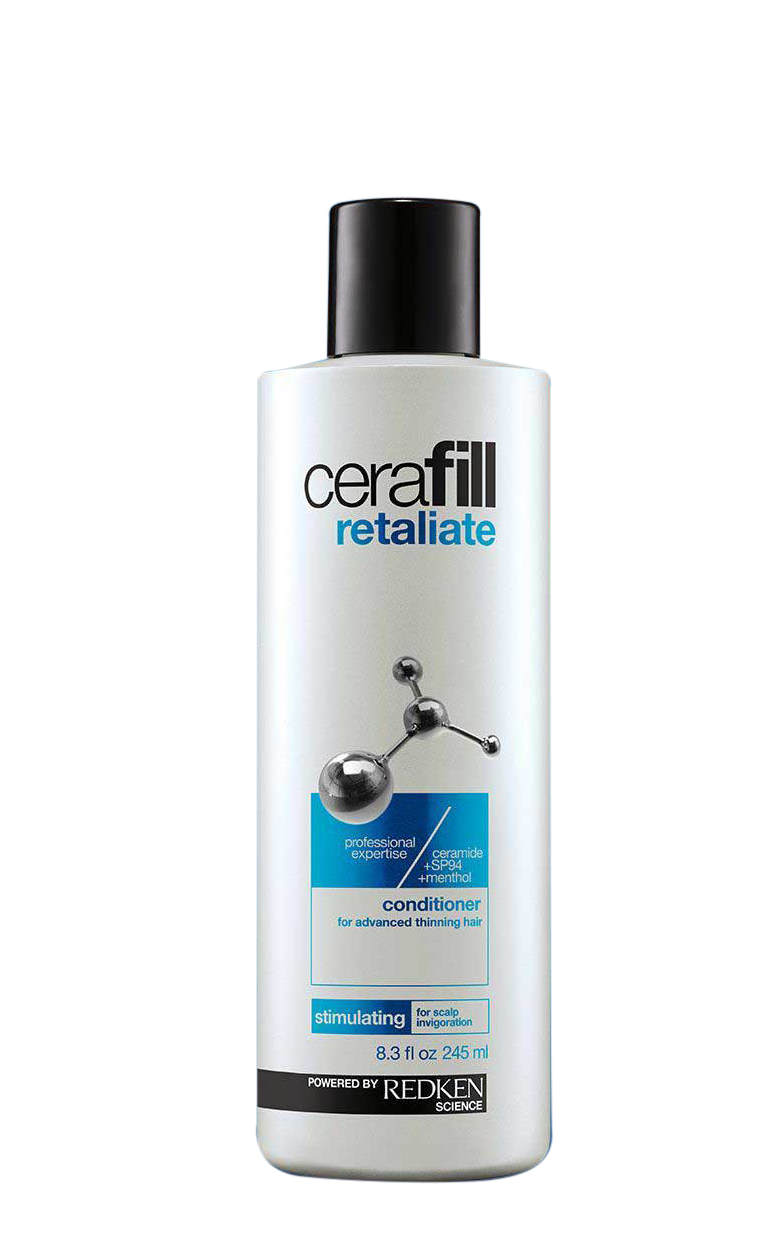 cerafill
retaliate
professional
expertise
ceramide
+SP94
+menthol
conditioner
for advanced thinning hair
stimulating
for scalp
invigoration
8.3 fl oz 245 ml
POWERED BY REDKEN
SCIENCE